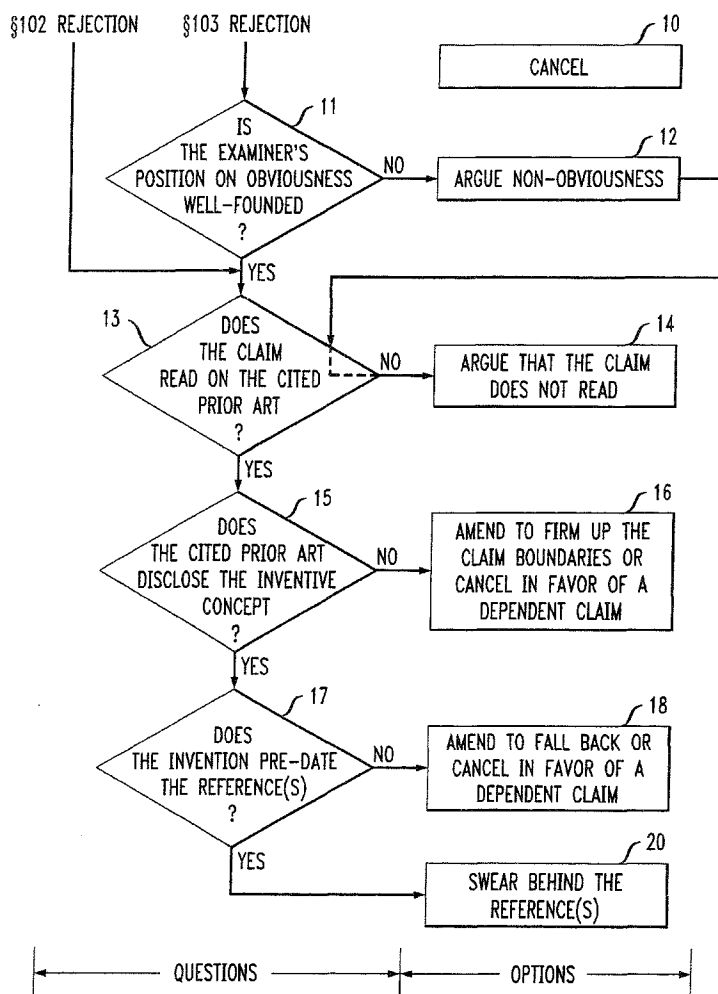 §102 REJECTION
§103 REJECTION
10
CANCEL
11
IS
THE EXAMINER'S
POSITION ON OBVIOUSNESS
WELL-FOUNDED
?
NO
12
ARGUE NON-OBVIOUSNESS
YES
13
DOES
THE CLAIM
READ ON THE CITED
PRIOR ART
?
NO
14
ARGUE THAT THE CLAIM
DOES NOT READ
YES
15
DOES
THE CITED PRIOR ART
DISCLOSE THE INVENTIVE
CONCEPT
?
NO
16
AMEND TO FIRM UP THE
CLAIM BOUNDARIES OR
CANCEL IN FAVOR OF A
DEPENDENT CLAIM
YES
17
DOES
THE INVENTION PRE-DATE
THE REFERENCE(S)
?
NO
18
AMEND TO FALL BACK OR
CANCEL IN FAVOR OF A
DEPENDENT CLAIM
YES
20
SWEAR BEHIND THE
REFERENCE(S)
QUESTIONS
OPTIONS